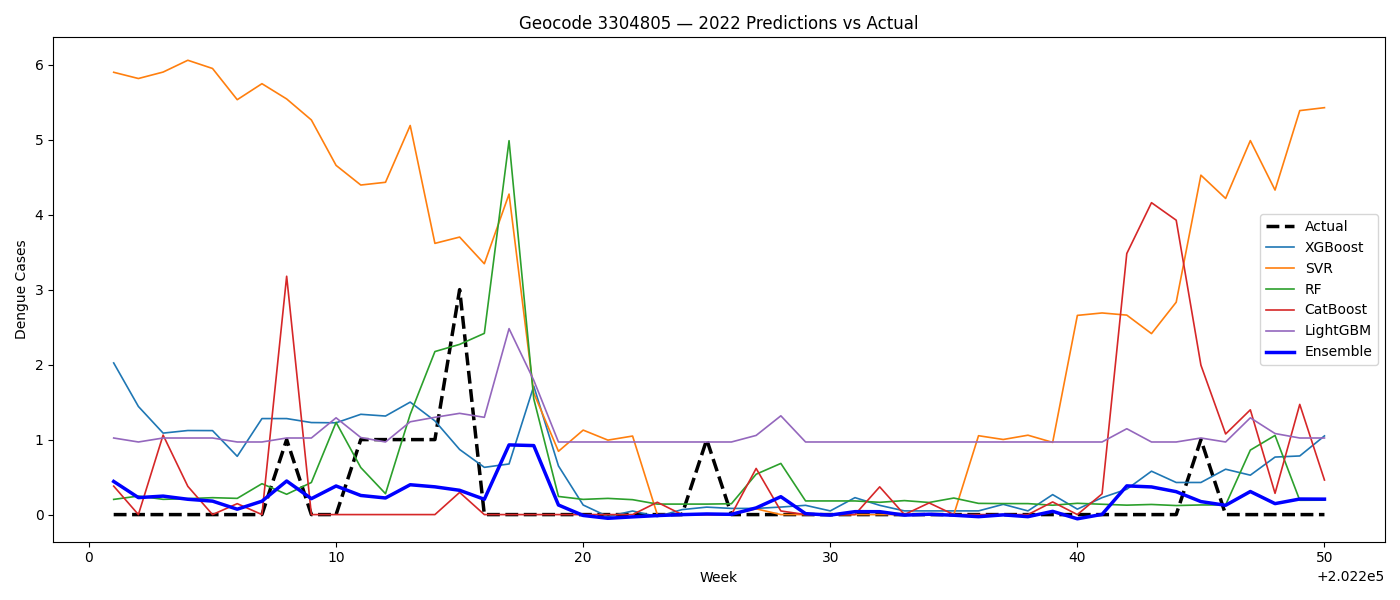 Geocode 3304805 — 2022 Predictions vs Actual
Dengue Cases
6
5
4
3
2
1
0
Actual
XGBoost
SVR
RF
CatBoost
LightGBM
Ensemble
0 10 20 30 40 50
+2.022e5
Week